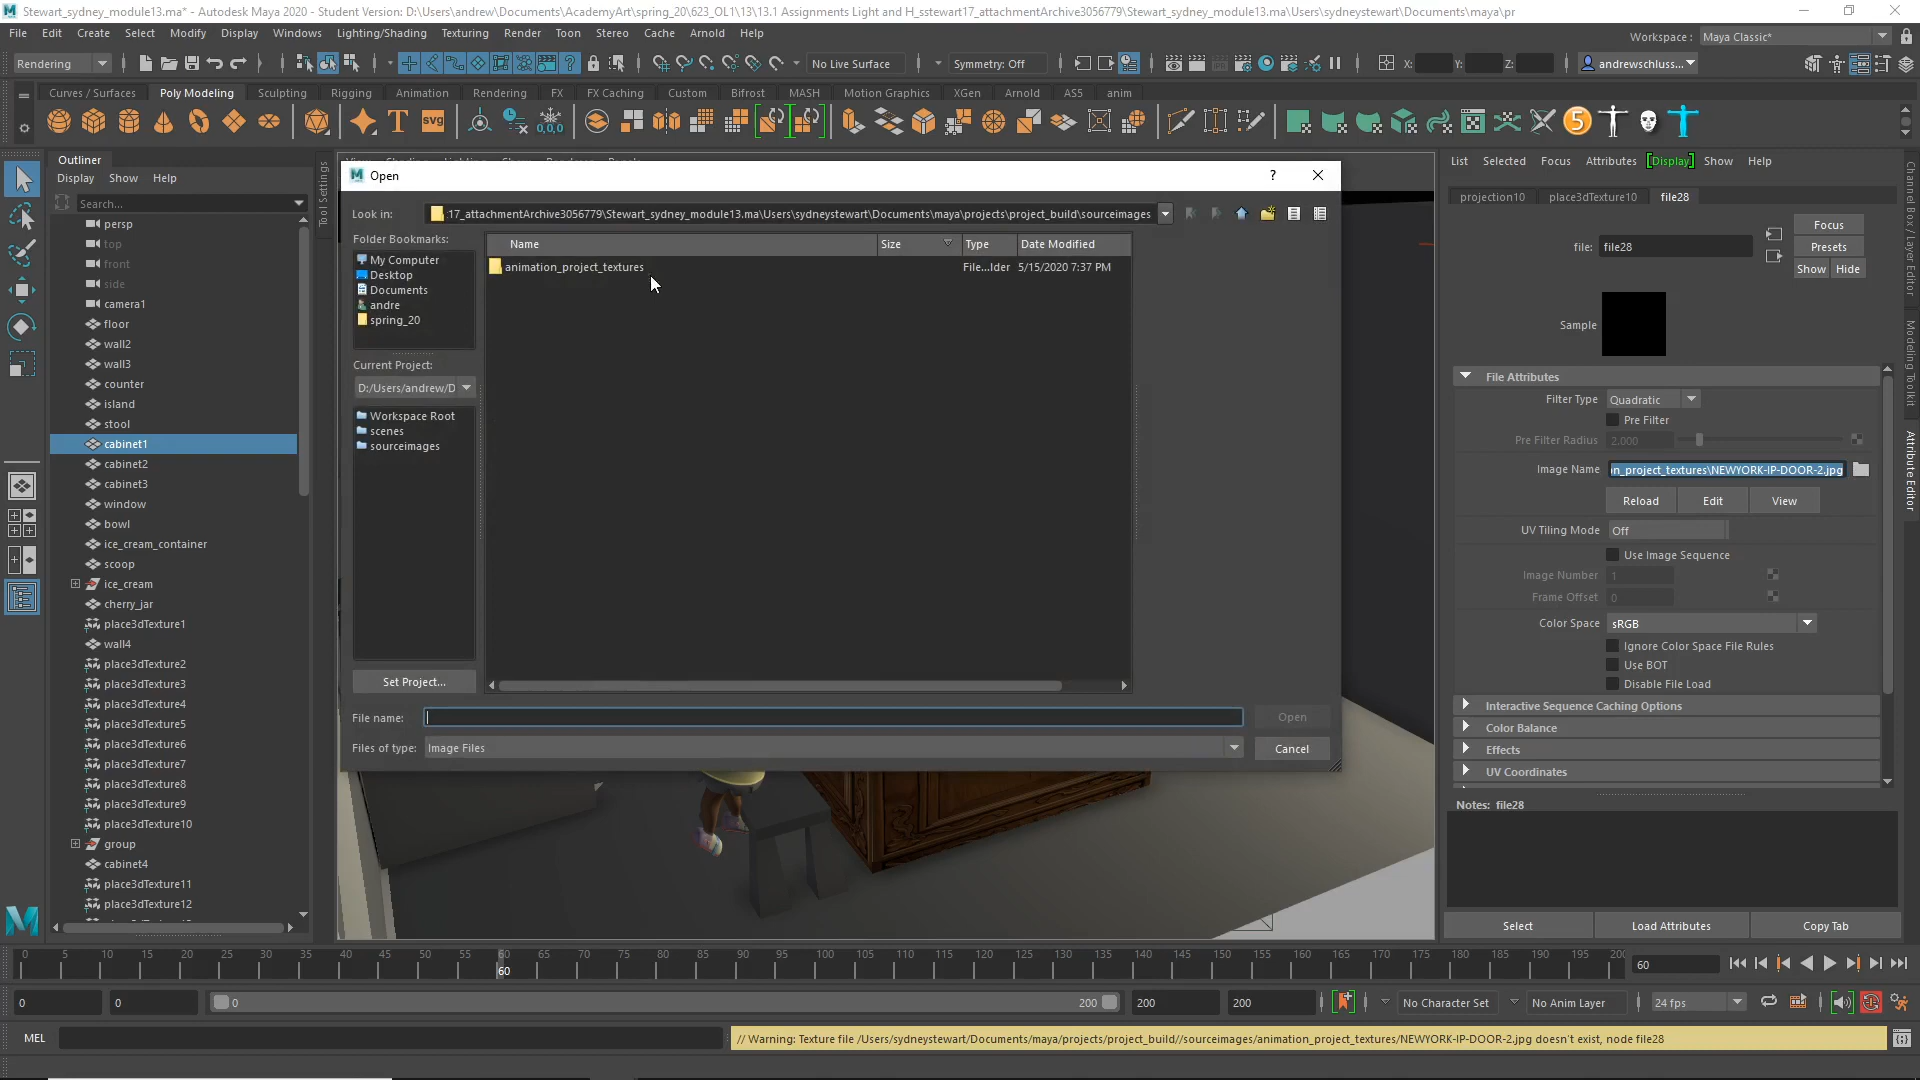 Stewart_sydney_module13.ma* - Autodesk Maya 2020 - Student Version: D:\Users\andrew\Documents\AcademyArt\spring_20\623_OL1\13\13.1 Assignments Light and H_sstewart17_attachmentArchive3056779\Stewart_sydney_module13.ma\Users\sydneystewart\Documents\maya\pr
File Edit Create Select Modify Display Windows Lighting/Shading Texturing Render Toon Stereo Cache Arnold Help
Workspace : Maya Classic*
Rendering No Live Surface Symmetry: Off X: Y: Z: andrewschluss...
Curves / Surfaces Poly Modeling Sculpting Rigging Animation Rendering FX FX Caching Custom Bifrost MASH Motion Graphics XGen Arnold AS5 anim
Outliner
Display Show Help
Search...
persp
top
front
side
camera1
floor
wall2
wall3
counter
island
stool
cabinet1
cabinet2
cabinet3
window
bowl
ice_cream_container
scoop
ice_cream
cherry_jar
place3dTexture1
wall4
place3dTexture2
place3dTexture3
place3dTexture4
place3dTexture5
place3dTexture6
place3dTexture7
place3dTexture8
place3dTexture9
place3dTexture10
group
cabinet4
place3dTexture11
place3dTexture12
Tool Settings
Open
?
Look in: 17_attachmentArchive3056779\Stewart_sydney_module13.ma\Users\sydneystewart\Documents\maya\projects\project_build\sourceimages
Folder Bookmarks:
My Computer
Desktop
Documents
andre
spring_20
Current Project:
D:/Users/andrew/D
Workspace Root
scenes
sourceimages
Set Project...
Name Size Type Date Modified
animation_project_textures File...lder 5/15/2020 7:37 PM
File name: Open
Files of type: Image Files Cancel
List Selected Focus Attributes [Display] Show Help
projection10 place3dTexture10 file28
file: file28
Focus
Presets
Show Hide
Sample
File Attributes
Filter Type Quadratic
Pre Filter
Pre Filter Radius 2.000
Image Name n_project_textures\NEWYORK-IP-DOOR-2.jpg
Reload Edit View
UV Tiling Mode Off
Use Image Sequence
Image Number 1
Frame Offset 0
Color Space sRGB
Ignore Color Space File Rules
Use BOT
Disable File Load
Interactive Sequence Caching Options
Color Balance
Effects
UV Coordinates
Notes: file28
Select Load Attributes Copy Tab
Channel Box / Layer Editor
Modeling Toolkit
Attribute Editor
0 5 10 15 20 25 30 35 40 45 50 55 60 65 70 75 80 85 90 95 100 105 110 115 120 125 130 135 140 145 150 155 160 165 170 175 180 185 190 195 200
60
60
0 0 0 200 200 200 No Character Set No Anim Layer 24 fps
MEL
// Warning: Texture file /Users/sydneystewart/Documents/maya/projects/project_build//sourceimages/animation_project_textures/NEWYORK-IP-DOOR-2.jpg doesn't exist, node file28